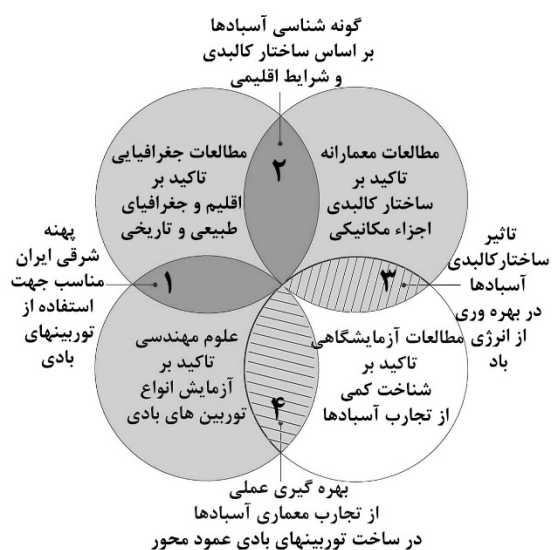 گونه شناسی آسبادها
بر اساس ساختار کالبدی
و شرایط اقلیمی
مطالعات معمارانه
تاکید بر
ساختار کالبدی
اجزاء مکانیکی
۲
مطالعات جغرافیایی
تاکید بر
اقلیم و جغرافیای
طبیعی و تاریخی
تاثیر
ساختارکالبدی
آسبادها
در بهره وری
از انرژی
باد
۳
۱
پهنه
شرقی ایران
مناسب جهت
استفاده از
توربینهای
بادی
مطالعات آزمایشگاهی
تاکید بر
شناخت کمی
از تجارب آسبادها
علوم مهندسی
تاکید بر
آزمایش انواع
توربین های بادی
۴
بهره گیری عملی
از تجارب معماری آسبادها
در ساخت توربینهای بادی عمود محور